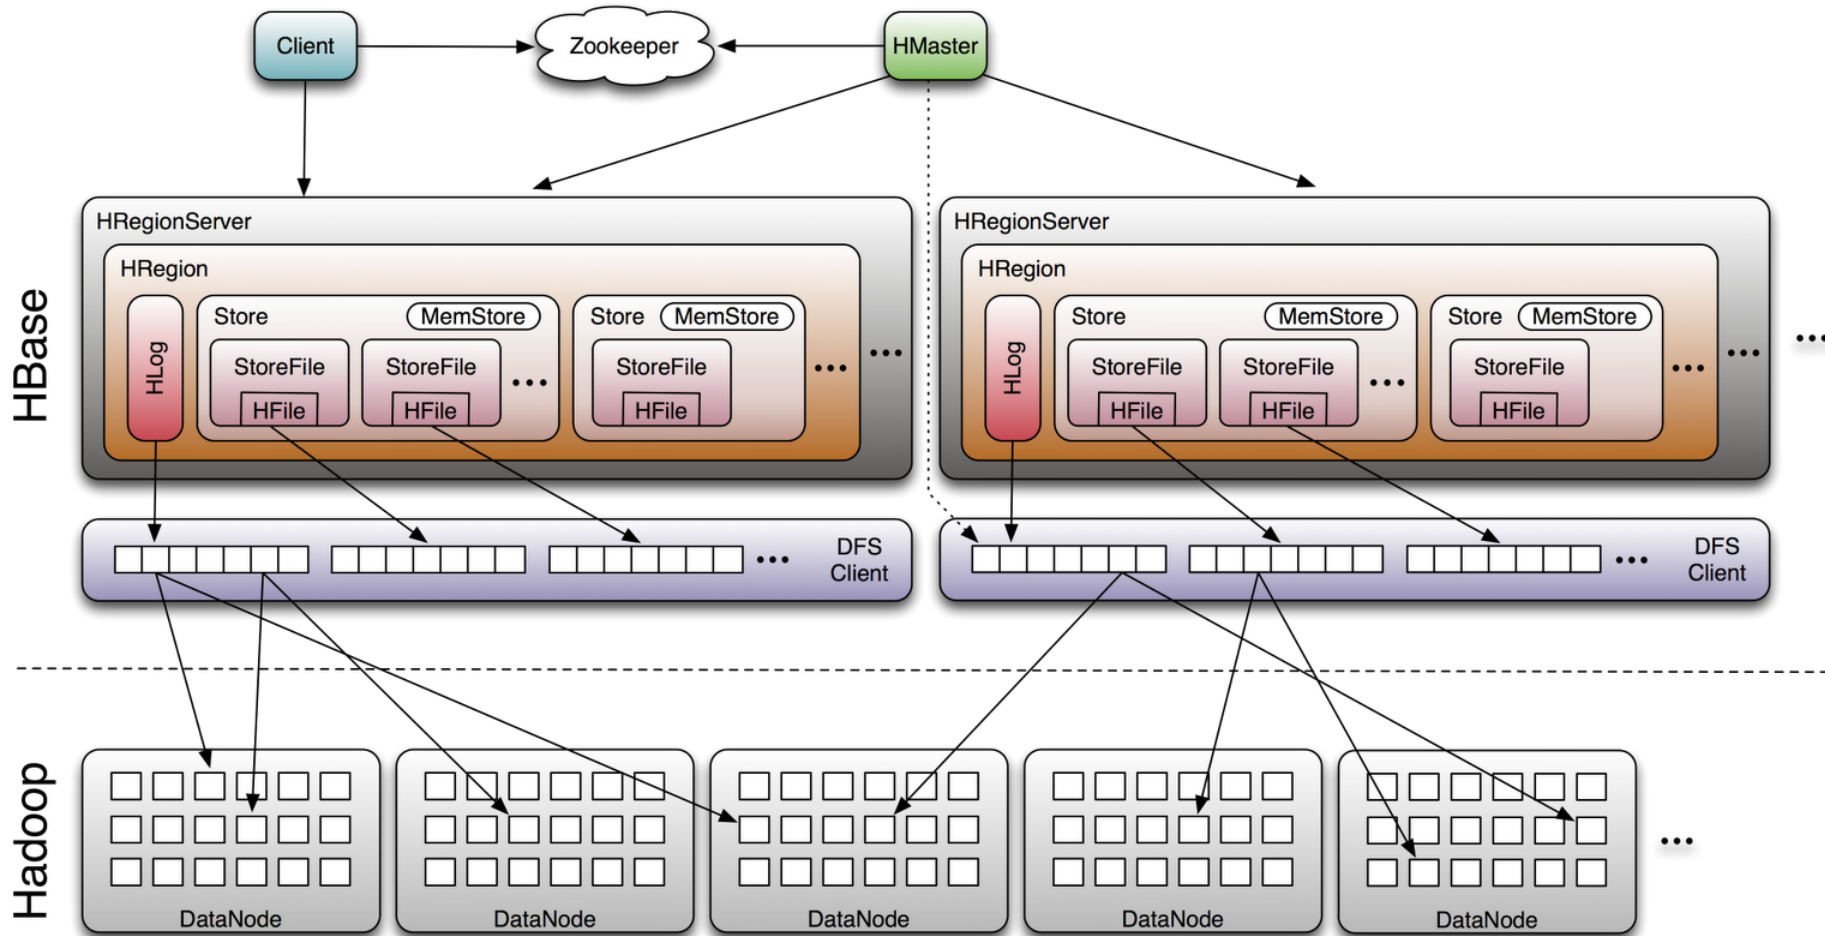 Client
Zookeeper
HMaster
HBase
HRegionServer
HRegion
HLog
Store
MemStore
StoreFile
HFile
StoreFile
HFile
...
Store
MemStore
StoreFile
HFile
...
...
HRegionServer
HRegion
HLog
Store
MemStore
StoreFile
HFile
StoreFile
HFile
...
Store
MemStore
StoreFile
HFile
...
...
...
...
DFS
Client
...
DFS
Client
Hadoop
DataNode
DataNode
DataNode
DataNode
DataNode
...